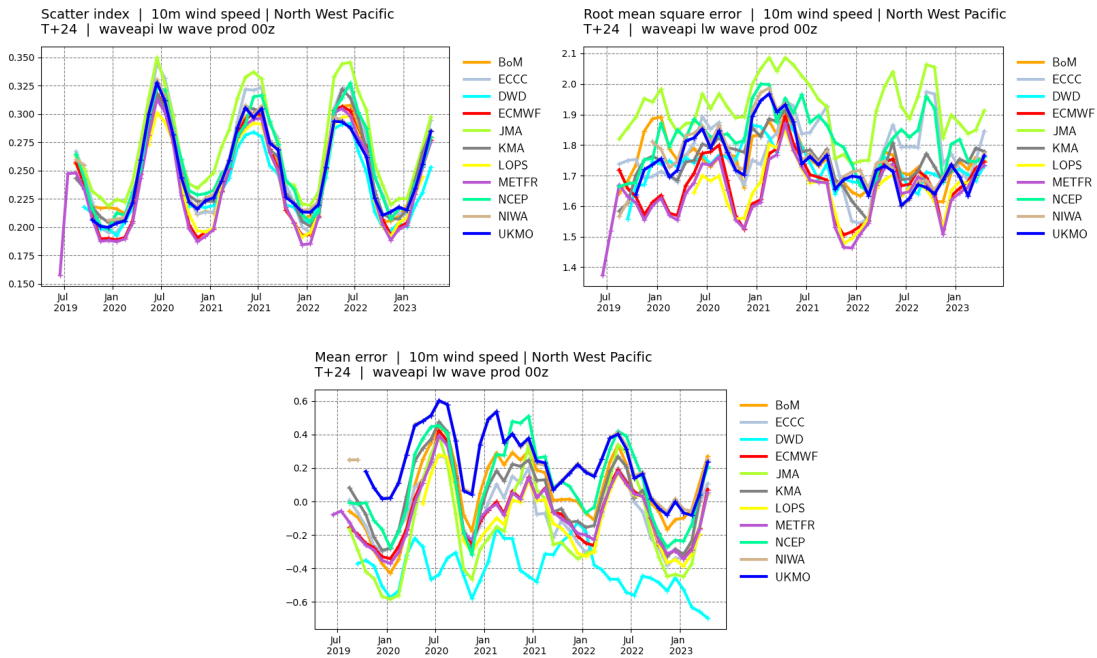 Scatter index | 10m wind speed | North West Pacific
T+24 | waveapi lw wave prod 00z
0.350
0.325
0.300
0.275
0.250
0.225
0.200
0.175
0.150
Jul
2019
Jan
2020
Jul
2020
Jan
2021
Jul
2021
Jan
2022
Jul
2022
Jan
2023
BoM
ECCC
DWD
ECMWF
JMA
KMA
LOPS
METFR
NCEP
NIWA
UKMO
Root mean square error | 10m wind speed | North West Pacific
T+24 | waveapi lw wave prod 00z
2.1
2.0
1.9
1.8
1.7
1.6
1.5
1.4
Jul
2019
Jan
2020
Jul
2020
Jan
2021
Jul
2021
Jan
2022
Jul
2022
Jan
2023
BoM
ECCC
DWD
ECMWF
JMA
KMA
LOPS
METFR
NCEP
NIWA
UKMO
Mean error | 10m wind speed | North West Pacific
T+24 | waveapi lw wave prod 00z
0.6
0.4
0.2
0.0
−0.2
−0.4
−0.6
Jul
2019
Jan
2020
Jul
2020
Jan
2021
Jul
2021
Jan
2022
Jul
2022
Jan
2023
BoM
ECCC
DWD
ECMWF
JMA
KMA
LOPS
METFR
NCEP
NIWA
UKMO